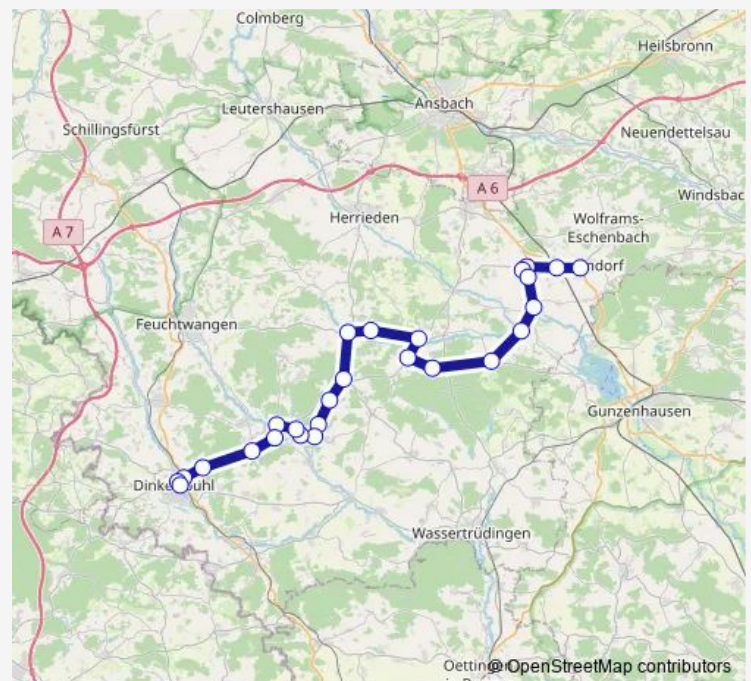 Colmberg
Heilsbronn
Ansbach
Leutershausen
Schillingsfürst
Neuendettelsau
A 6
Windsbac
Herrieden
Wolframs-
Eschenbach
A 7
ndorf
Feuchtwangen
Gunzenhausen
Dinke
bühl
Wassertrüdingen
Oetting
© OpenStreetMap contributors